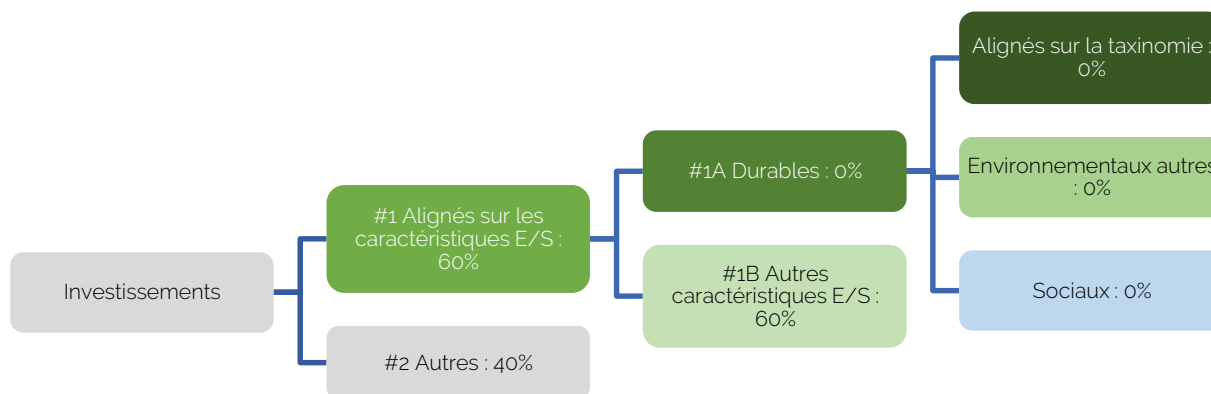 Investissements
#1 Alignés sur les
caractéristiques E/S :
60%
#2 Autres : 40%
#1A Durables : 0%
#1B Autres
caractéristiques E/S :
60%
Alignés sur la taxinomie :
0%
Environnementaux autres
: 0%
Sociaux : 0%